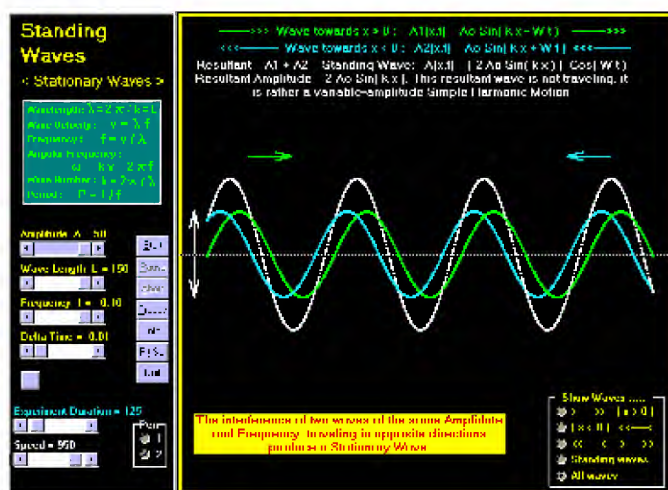 Standing
Waves
< Stationary Waves >
Wavelength: λ = 2 π / k = L
Wave Velocity: v = λ f
Frequency: f = v / λ
Angular Frequency:
ω = k v = 2 π f
Wave Number: k = 2 π / λ
Period: P = 1 / f
Amplitude A = 50
Wave Length L = 150
Frequency f = 0.10
Delta Time = 0.01
Experiment Duration = 125
Speed = 950
Pen
1
2
>>> Wave towards x > 0 : A1[x,t] Ao Sin( k x - W t ) >>>
<<< Wave towards x < 0 : A2[x,t] Ao Sin( k x + W t ) <<<
Resultant A1 + A2 Standing Wave: A[x,t] [ 2 Ao Sin( k x ) ] Cos( W t )
Resultant Amplitude 2 Ao Sin( k x ). This resultant wave is not traveling, it
is rather a variable-amplitude Simple Harmonic Motion
The interference of two waves of the same Amplitude
and Frequency, traveling in opposite directions
produce a Stationary Wave
Show Waves .....
Standing waves
All waves